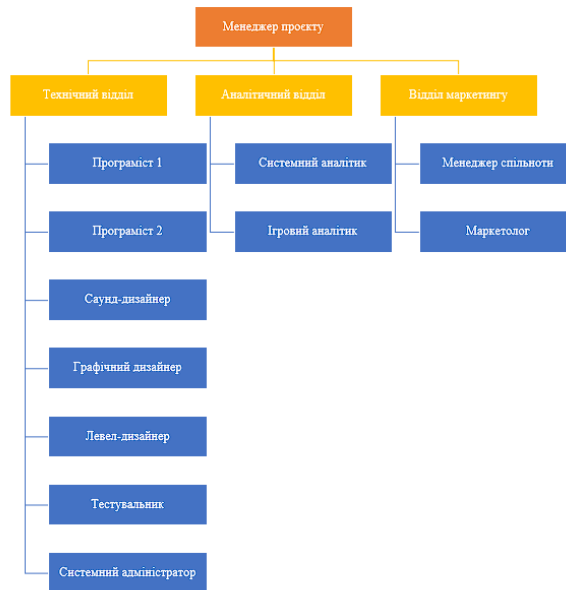 Менеджер проєкту
Технічний відділ
Аналітичний відділ
Відділ маркетингу
Програміст 1
Системний аналітик
Менеджер спільноти
Програміст 2
Ігровий аналітик
Маркетолог
Саунд-дизайнер
Графічний дизайнер
Левел-дизайнер
Тестувальник
Системний адміністратор